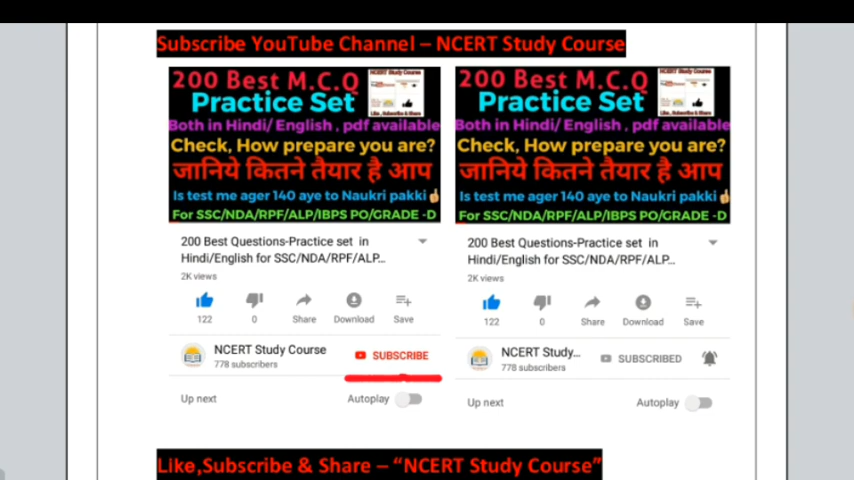 Subscribe YouTube Channel – NCERT Study Course
200 Best M.C.Q
Practice Set
Both in Hindi/ English , pdf available
Check, How prepare you are?
जानिये कितने तैयार है आप
Is test me ager 140 aye to Naukri pakki
For SSC/NDA/RPF/ALP/IBPS PO/GRADE -D
200 Best Questions-Practice set in
Hindi/English for SSC/NDA/RPF/ALP...
2K views
122
0
Share
Download
Save
NCERT Study Course
778 subscribers
SUBSCRIBE
Up next
Autoplay
200 Best M.C.Q
Practice Set
Both in Hindi/ English , pdf available
Check, How prepare you are?
जानिये कितने तैयार है आप
Is test me ager 140 aye to Naukri pakki
For SSC/NDA/RPF/ALP/IBPS PO/GRADE -D
200 Best Questions-Practice set in
Hindi/English for SSC/NDA/RPF/ALP...
2K views
122
0
Share
Download
Save
NCERT Study...
778 subscribers
SUBSCRIBED
Up next
Autoplay
Like,Subscribe & Share – “NCERT Study Course”